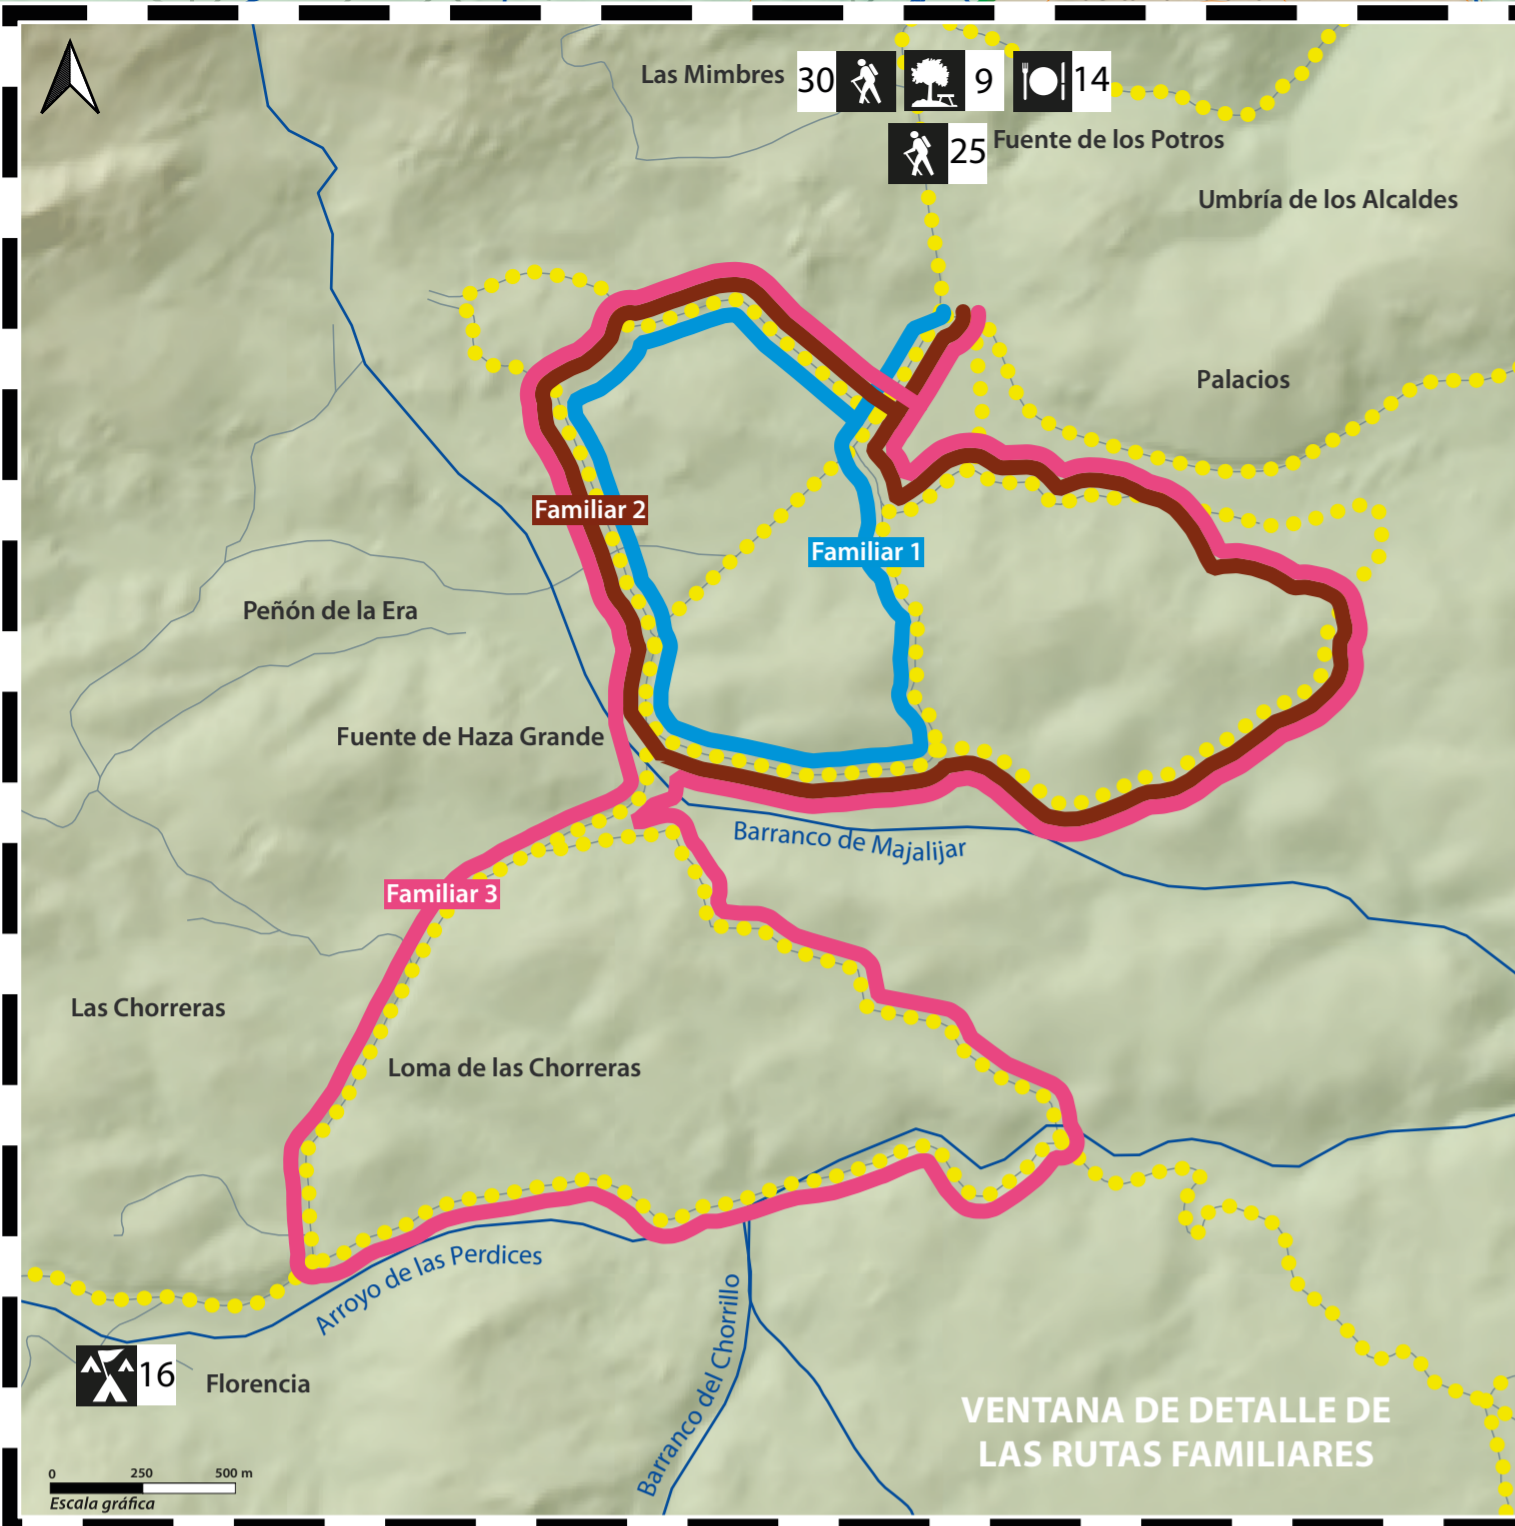 Las Mimbres 30 9 14
25 Fuente de los Potros
Umbría de los Alcaldes
Palacios
Familiar 2
Familiar 1
Peñón de la Era
Fuente de Haza Grande
Barranco de Majalijar
Familiar 3
Las Chorreras
Loma de las Chorreras
Arroyo de las Perdices
Barranco del Chorrillo
16 Florencia
VENTANA DE DETALLE DE
LAS RUTAS FAMILIARES
0 250 500 m
Escala gráfica